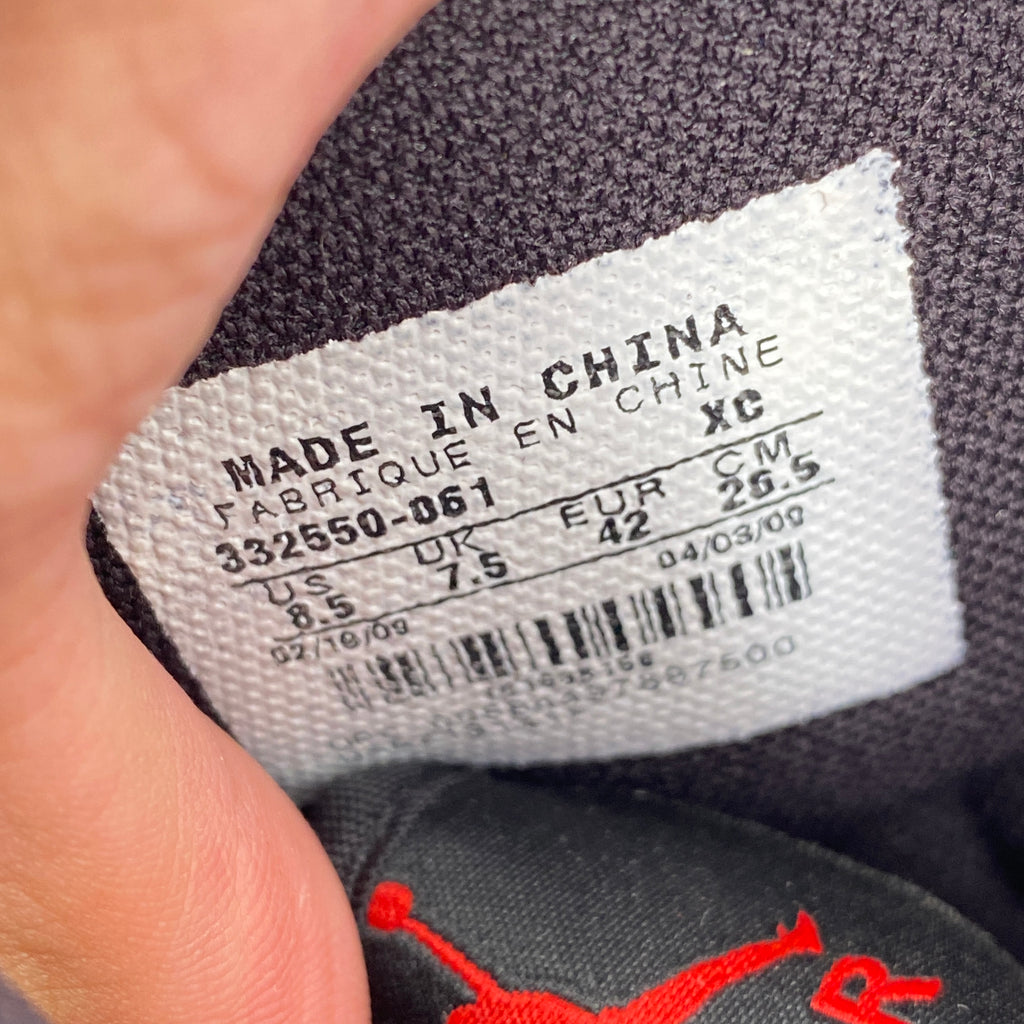 MADE IN CHINA
FABRIQUE EN CHINE
332550-061 XC
US UK EUR CM
8.5 7.5 42 26.5
02/18/09 04/03/09
R